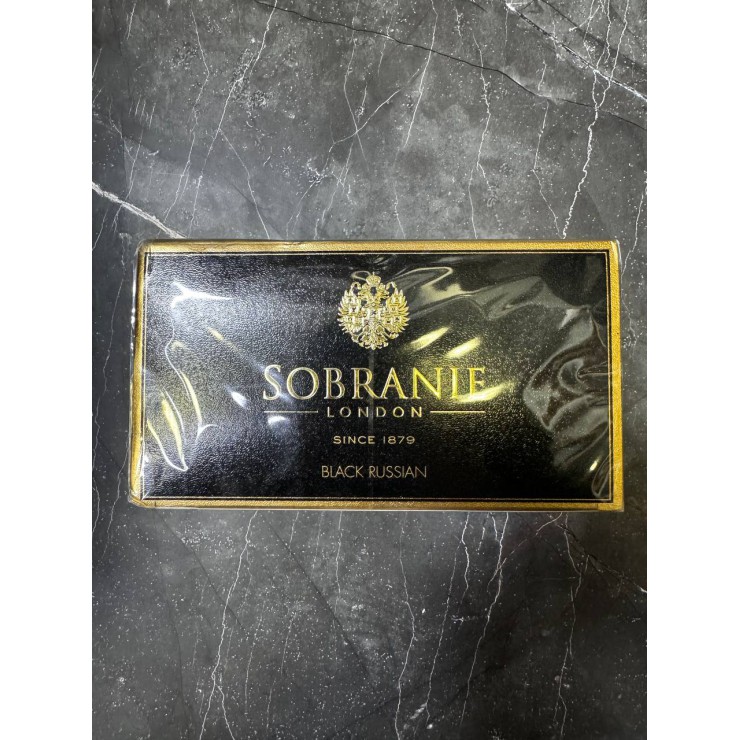 SOBRANIE
LONDON
SINCE 1879
BLACK RUSSIAN